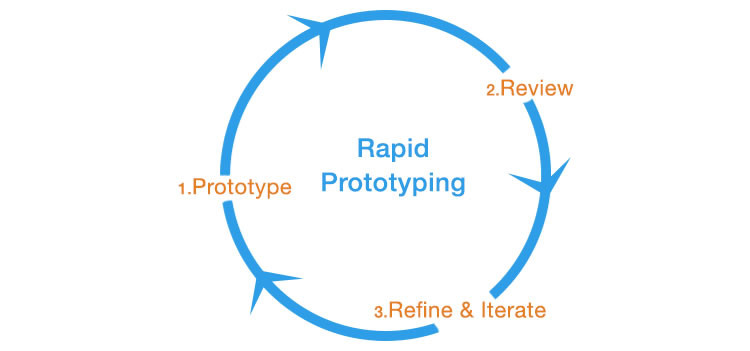 Rapid
Prototyping
1.Prototype
2.Review
3.Refine & Iterate